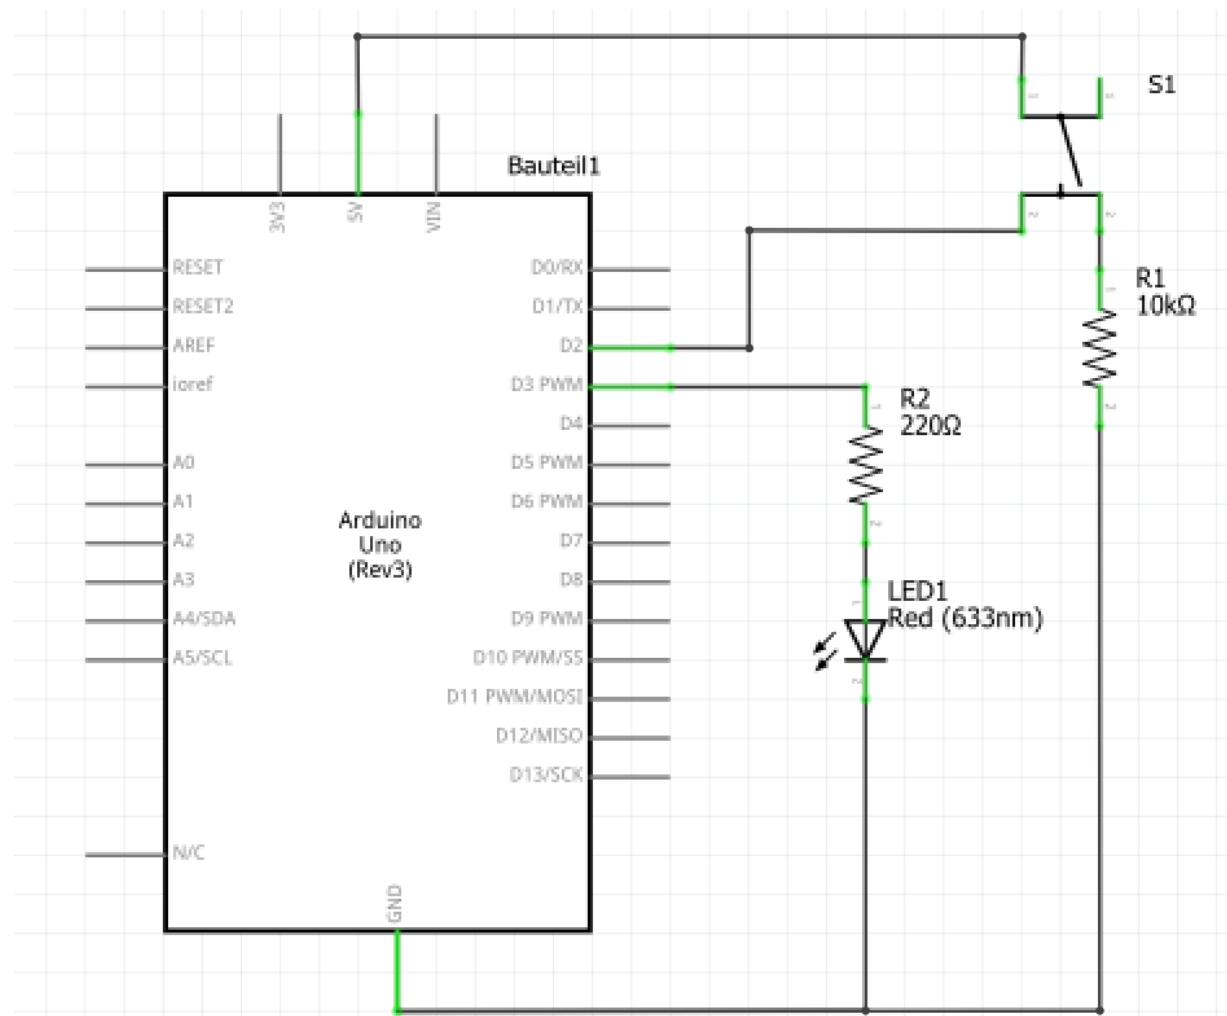 S1
Bauteil1
3V3
5V
VIN
RESET
RESET2
AREF
ioref
A0
A1
A2
A3
A4/SDA
A5/SCL
N/C
Arduino
Uno
(Rev3)
D0/RX
D1/TX
D2
D3 PWM
D4
D5 PWM
D6 PWM
D7
D8
D9 PWM
D10 PWM/SS
D11 PWM/MOSI
D12/MISO
D13/SCK
GND
R1
10kΩ
R2
220Ω
LED1
Red (633nm)